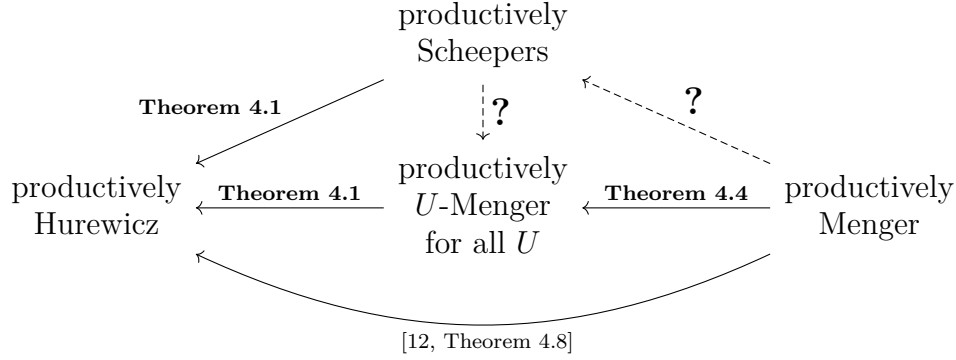 productively
Scheepers
Theorem 4.1
?
?
productively
Hurewicz
Theorem 4.1
productively
U-Menger
for all U
Theorem 4.4
productively
Menger
[12, Theorem 4.8]